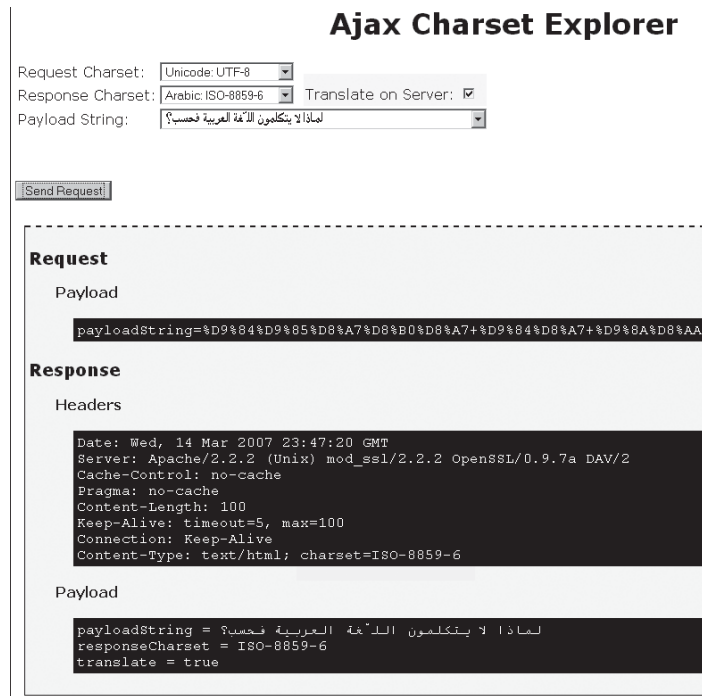 Ajax Charset Explorer
Request Charset: Unicode: UTF-8
Response Charset: Arabic: ISO-8859-6 Translate on Server:
Payload String: لماذا لا يتكلمون اللّغة العربية فحسب؟
Send Request
Request
Payload
payloadString=%D9%84%D9%85%D8%A7%D8%B0%D8%A7+%D9%84%D8%A7+%D9%8A%D8%AA
Response
Headers
Date: Wed, 14 Mar 2007 23:47:20 GMT
Server: Apache/2.2.2 (Unix) mod_ssl/2.2.2 OpenSSL/0.9.7a DAV/2
Cache-Control: no-cache
Pragma: no-cache
Content-Length: 100
Keep-Alive: timeout=5, max=100
Connection: Keep-Alive
Content-Type: text/html; charset=ISO-8859-6
Payload
payloadString = لماذا لا يتكلمون اللّغة العربية فحسب؟
responseCharset = ISO-8859-6
translate = true